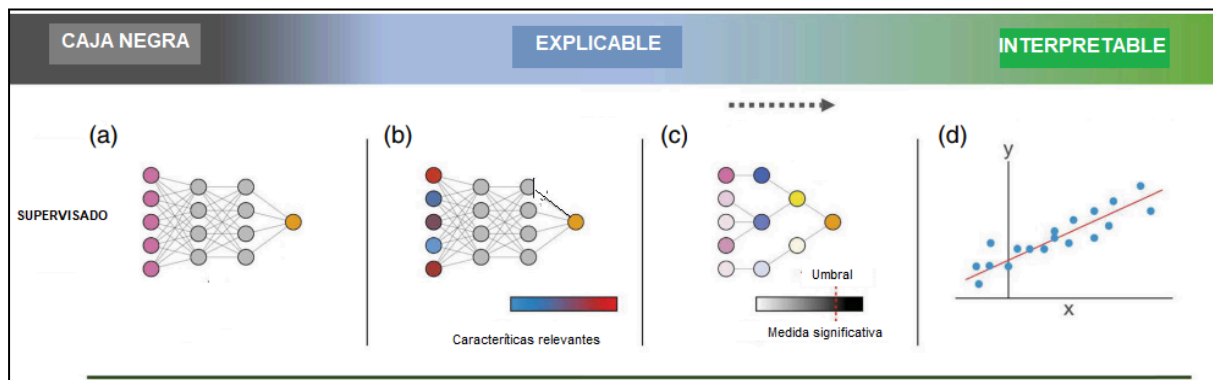 CAJA NEGRA
EXPLICABLE
INTERPRETABLE
(a)
(b)
(c)
(d)
SUPERVISADO
y
x
Umbral
Caracteríticas relevantes
Medida significativa